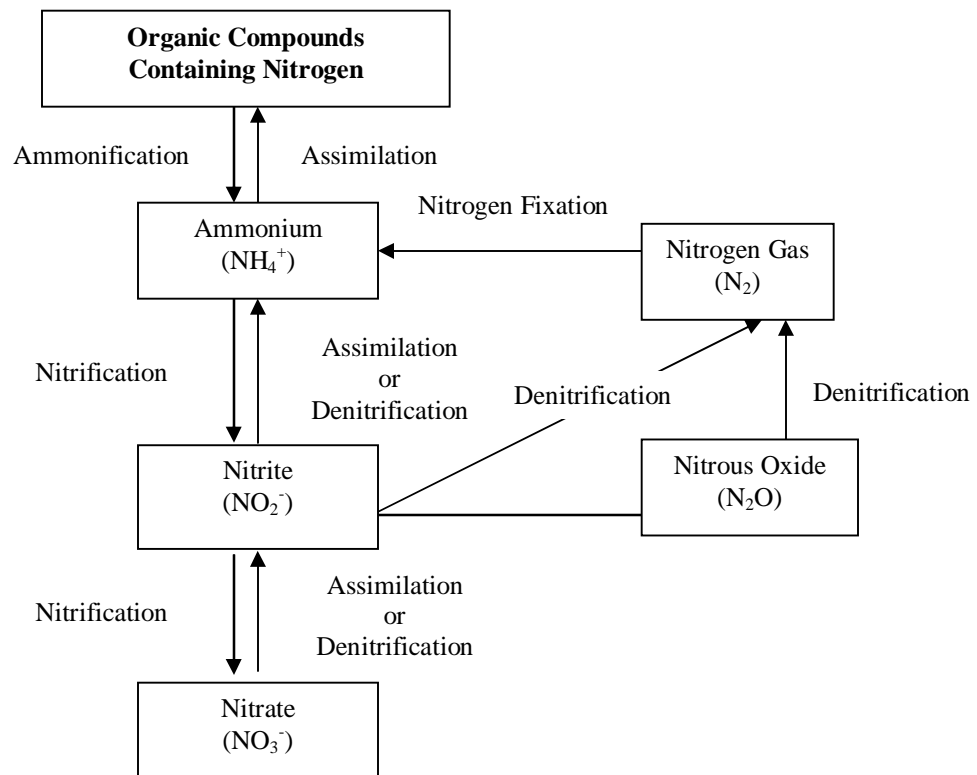 Organic Compounds
Containing Nitrogen
Ammonification
Assimilation
Nitrogen Fixation
Ammonium
(NH₄⁺)
Nitrogen Gas
(N₂)
Nitrification
Assimilation
or
Denitrification
Denitrification
Denitrification
Nitrite
(NO₂⁻)
Nitrous Oxide
(N₂O)
Nitrification
Assimilation
or
Denitrification
Nitrate
(NO₃⁻)